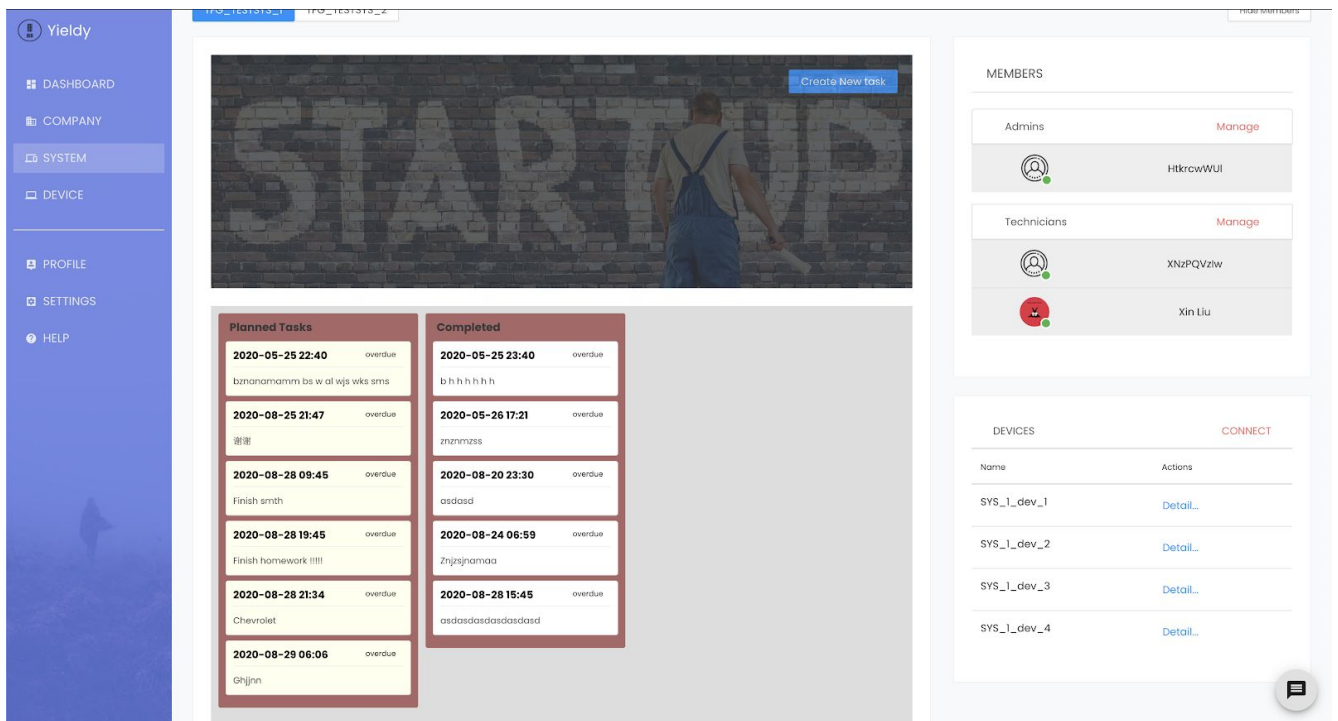 Yieldy
DASHBOARD
COMPANY
SYSTEM
DEVICE
PROFILE
SETTINGS
HELP
TFG_TESTSYS_1 TFG_TESTSYS_2
Hide Members
Create New task
STARTUP
Planned Tasks
2020-05-25 22:40 overdue
bznanamamm bs w al wjs wks sms
2020-08-25 21:47 overdue
谢谢
2020-08-28 09:45 overdue
Finish smth
2020-08-28 19:45 overdue
Finish homework !!!!!
2020-08-28 21:34 overdue
Chevrolet
2020-08-29 06:06 overdue
Ghjjnn
Completed
2020-05-25 23:40 overdue
b h h h h h h
2020-05-26 17:21 overdue
znznmzss
2020-08-20 23:30 overdue
asdasd
2020-08-24 06:59 overdue
Znjzsjnamaa
2020-08-28 15:45 overdue
asdasdasdasdasdasd
MEMBERS
Admins Manage
HtkrcwWUl
Technicians Manage
XNzPQVzlw
Xin Liu
DEVICES CONNECT
Name Actions
SYS_1_dev_1 Detail...
SYS_1_dev_2 Detail...
SYS_1_dev_3 Detail...
SYS_1_dev_4 Detail...